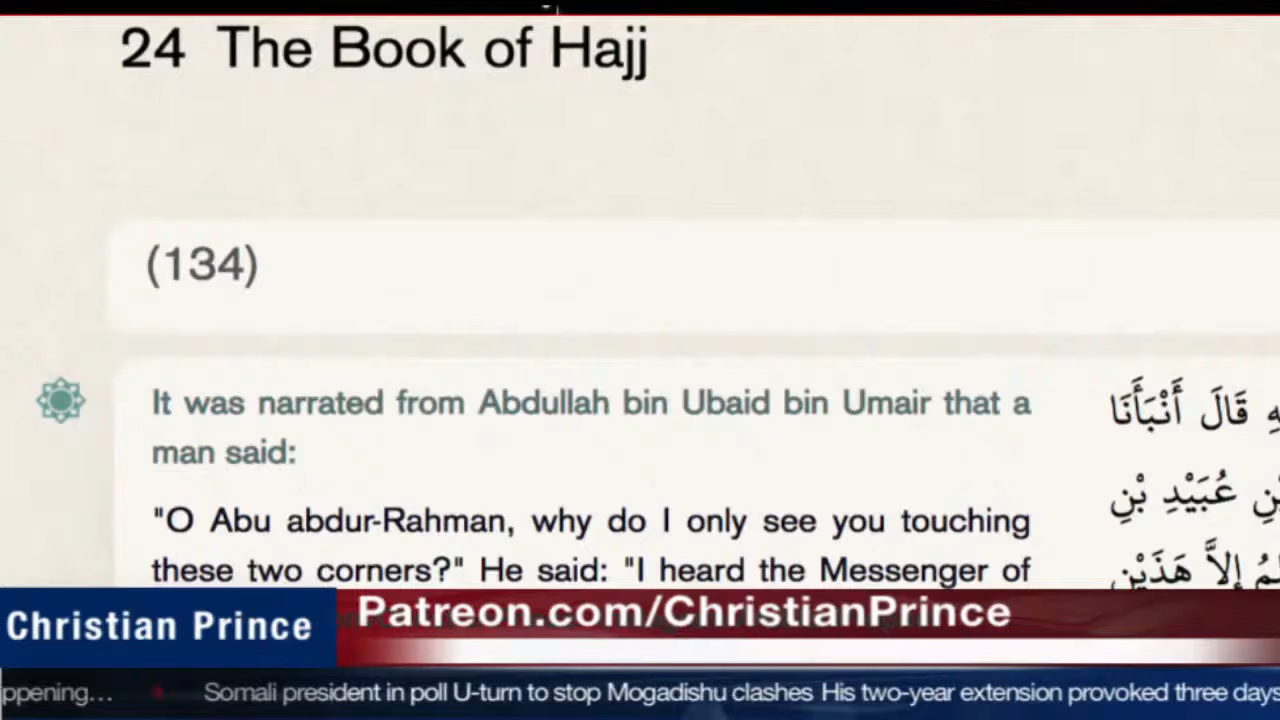 24 The Book of Hajj
(134)
It was narrated from Abdullah bin Ubaid bin Umair that a
man said:
"O Abu abdur-Rahman, why do I only see you touching
these two corners?" He said: "I heard the Messenger of
قَالَ أَنْبَأَنَا
عُبَيْدِ بْنِ
إِلاَّ هَذَيْنِ
Christian Prince
Patreon.com/ChristianPrince
ppening... Somali president in poll U-turn to stop Mogadishu clashes His two-year extension provoked three days